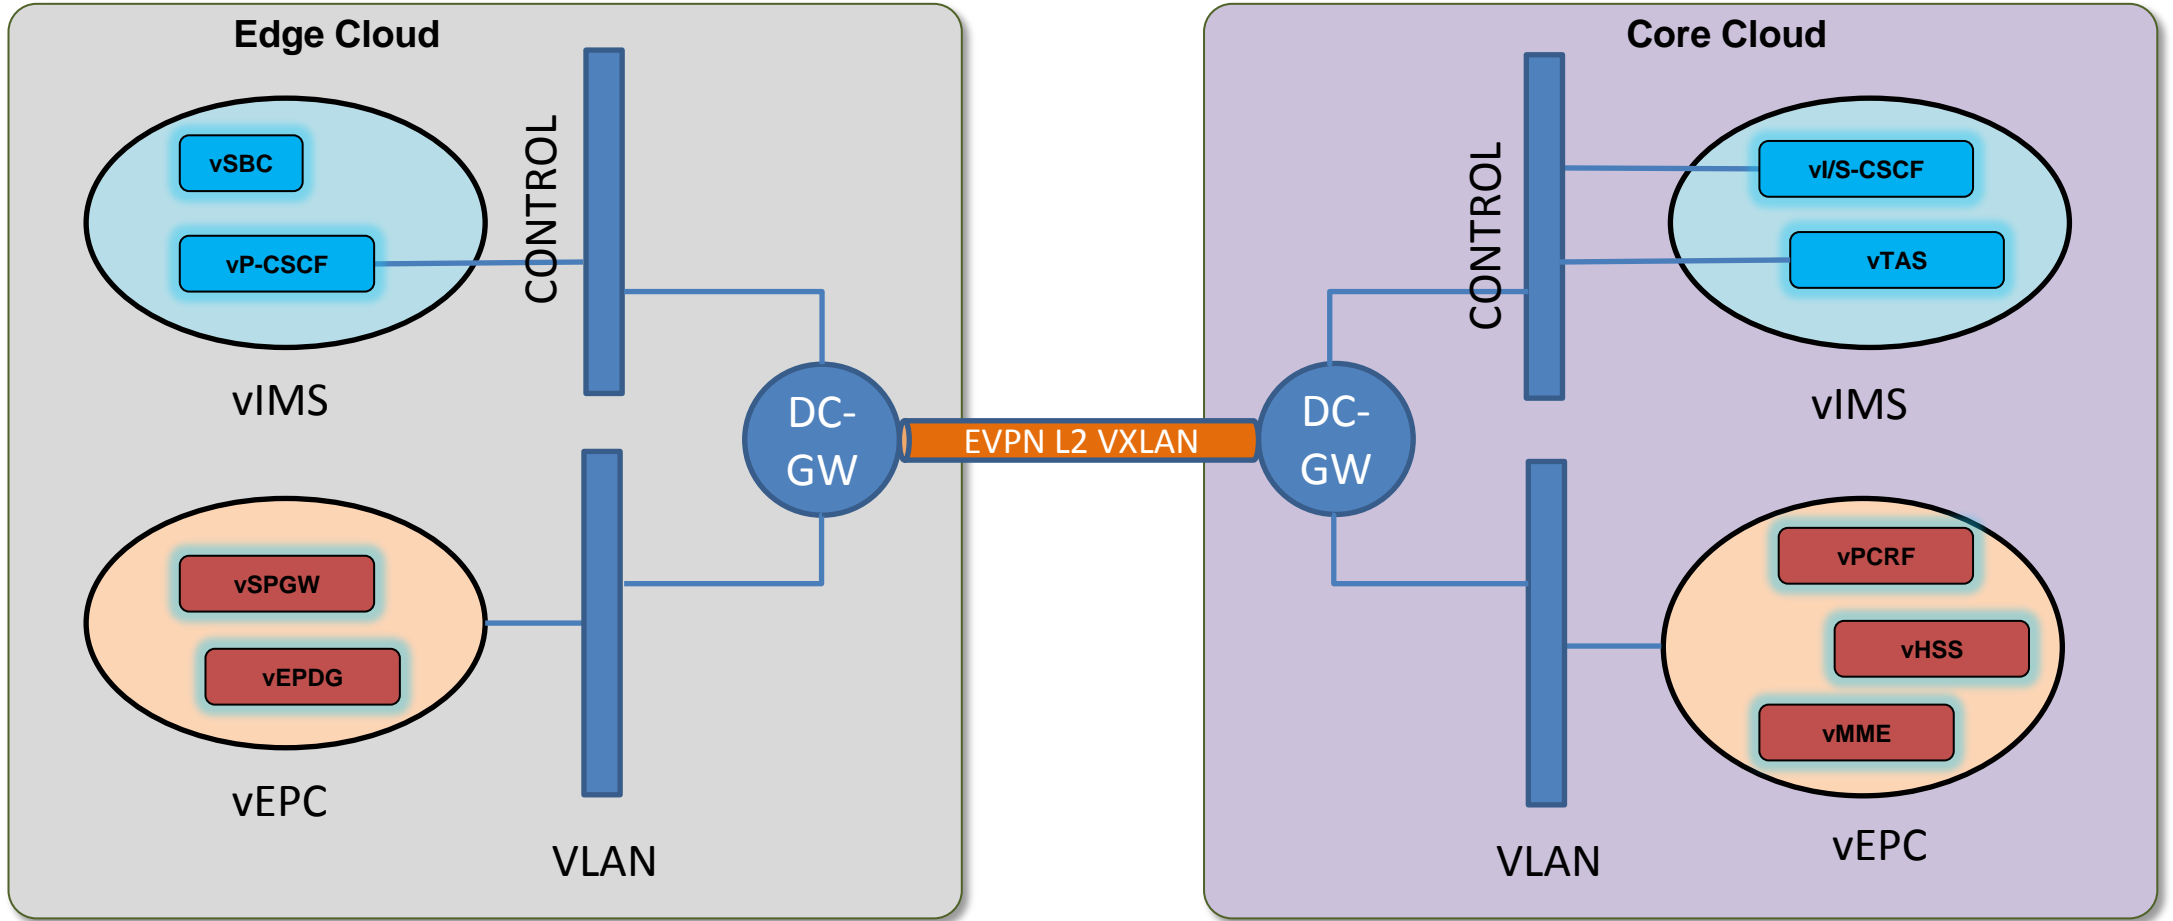 Edge Cloud
vSBC
vP-CSCF
vIMS
CONTROL
vSPGW
vEPDG
vEPC
VLAN
DC-
GW
EVPN L2 VXLAN
Core Cloud
DC-
GW
CONTROL
vI/S-CSCF
vTAS
vIMS
vPCRF
vHSS
vMME
vEPC
VLAN